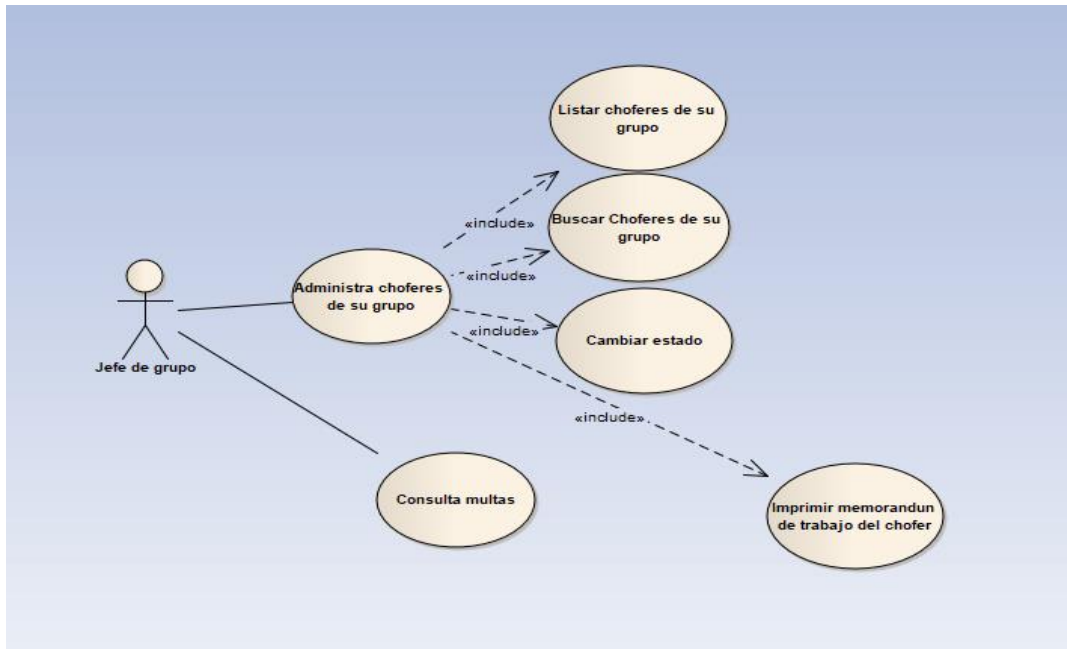 Listar choferes de su
grupo
«include»
Buscar Choferes de su
grupo
«include»
Administra choferes
de su grupo
«include»
Cambiar estado
Jefe de grupo
«include»
Consulta multas
Imprimir memorandun
de trabajo del chofer